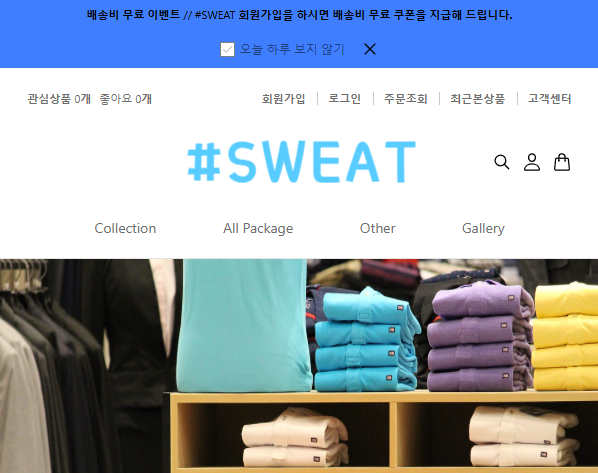 배송비 무료 이벤트 // #SWEAT 회원가입을 하시면 배송비 무료 쿠폰을 지급해 드립니다.
오늘 하루 보지 않기
관심상품 0개 좋아요 0개 회원가입 로그인 주문조회 최근본상품 고객센터
#SWEAT
Collection All Package Other Gallery